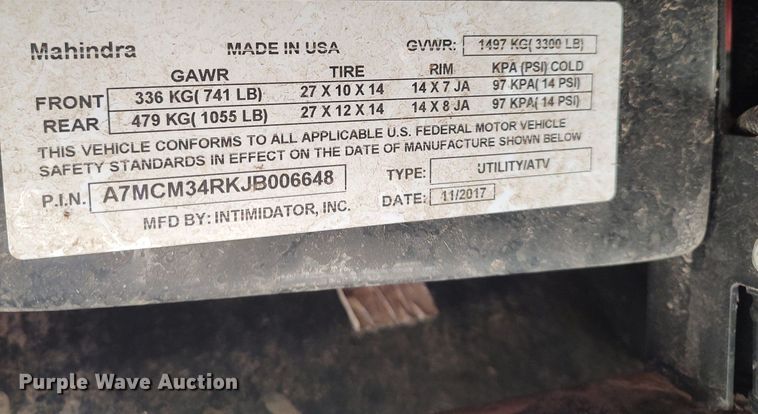 Mahindra MADE IN USA GVWR: 1497 KG( 3300 LB)
GAWR TIRE RIM KPA (PSI) COLD
FRONT 336 KG( 741 LB) 27 X 10 X 14 14 X 7 JA 97 KPA( 14 PSI)
REAR 479 KG( 1055 LB) 27 X 12 X 14 14 X 8 JA 97 KPA( 14 PSI)
THIS VEHICLE CONFORMS TO ALL APPLICABLE U.S. FEDERAL MOTOR VEHICLE
SAFETY STANDARDS IN EFFECT ON THE DATE OF MANUFACTURE SHOWN BELOW
P.I.N. A7MCM34RKJB006648 TYPE: UTILITY/ATV
MFD BY: INTIMIDATOR, INC. DATE: 11/2017
Purple Wave Auction